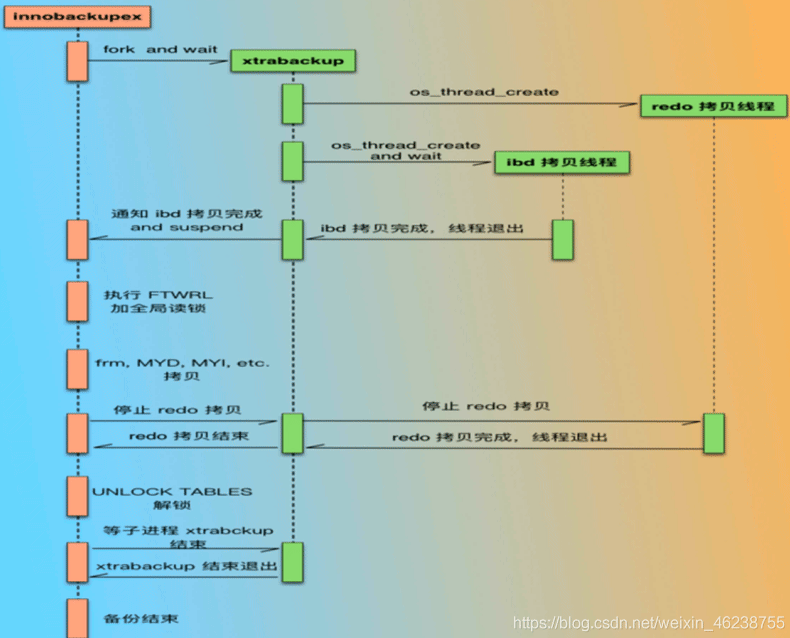 innobackupex
fork and wait
xtrabackup
os_thread_create
redo 拷贝线程
os_thread_create
and wait
ibd 拷贝线程
通知 ibd 拷贝完成
and suspend
ibd 拷贝完成，线程退出
执行 FTWRL
加全局读锁
frm, MYD, MYI, etc.
拷贝
停止 redo 拷贝
停止 redo 拷贝
redo 拷贝结束
redo 拷贝完成，线程退出
UNLOCK TABLES
解锁
等子进程 xtrabckup
结束
xtrabackup 结束退出
备份结束
https://blog.csdn.net/weixin_46238755